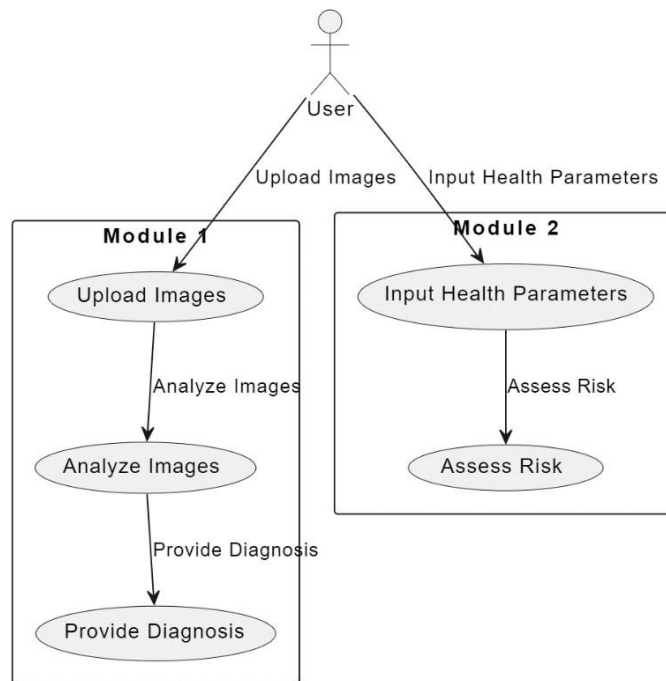 User
Upload Images
Input Health Parameters
Module 1
Module 2
Upload Images
Input Health Parameters
Analyze Images
Assess Risk
Analyze Images
Assess Risk
Provide Diagnosis
Provide Diagnosis